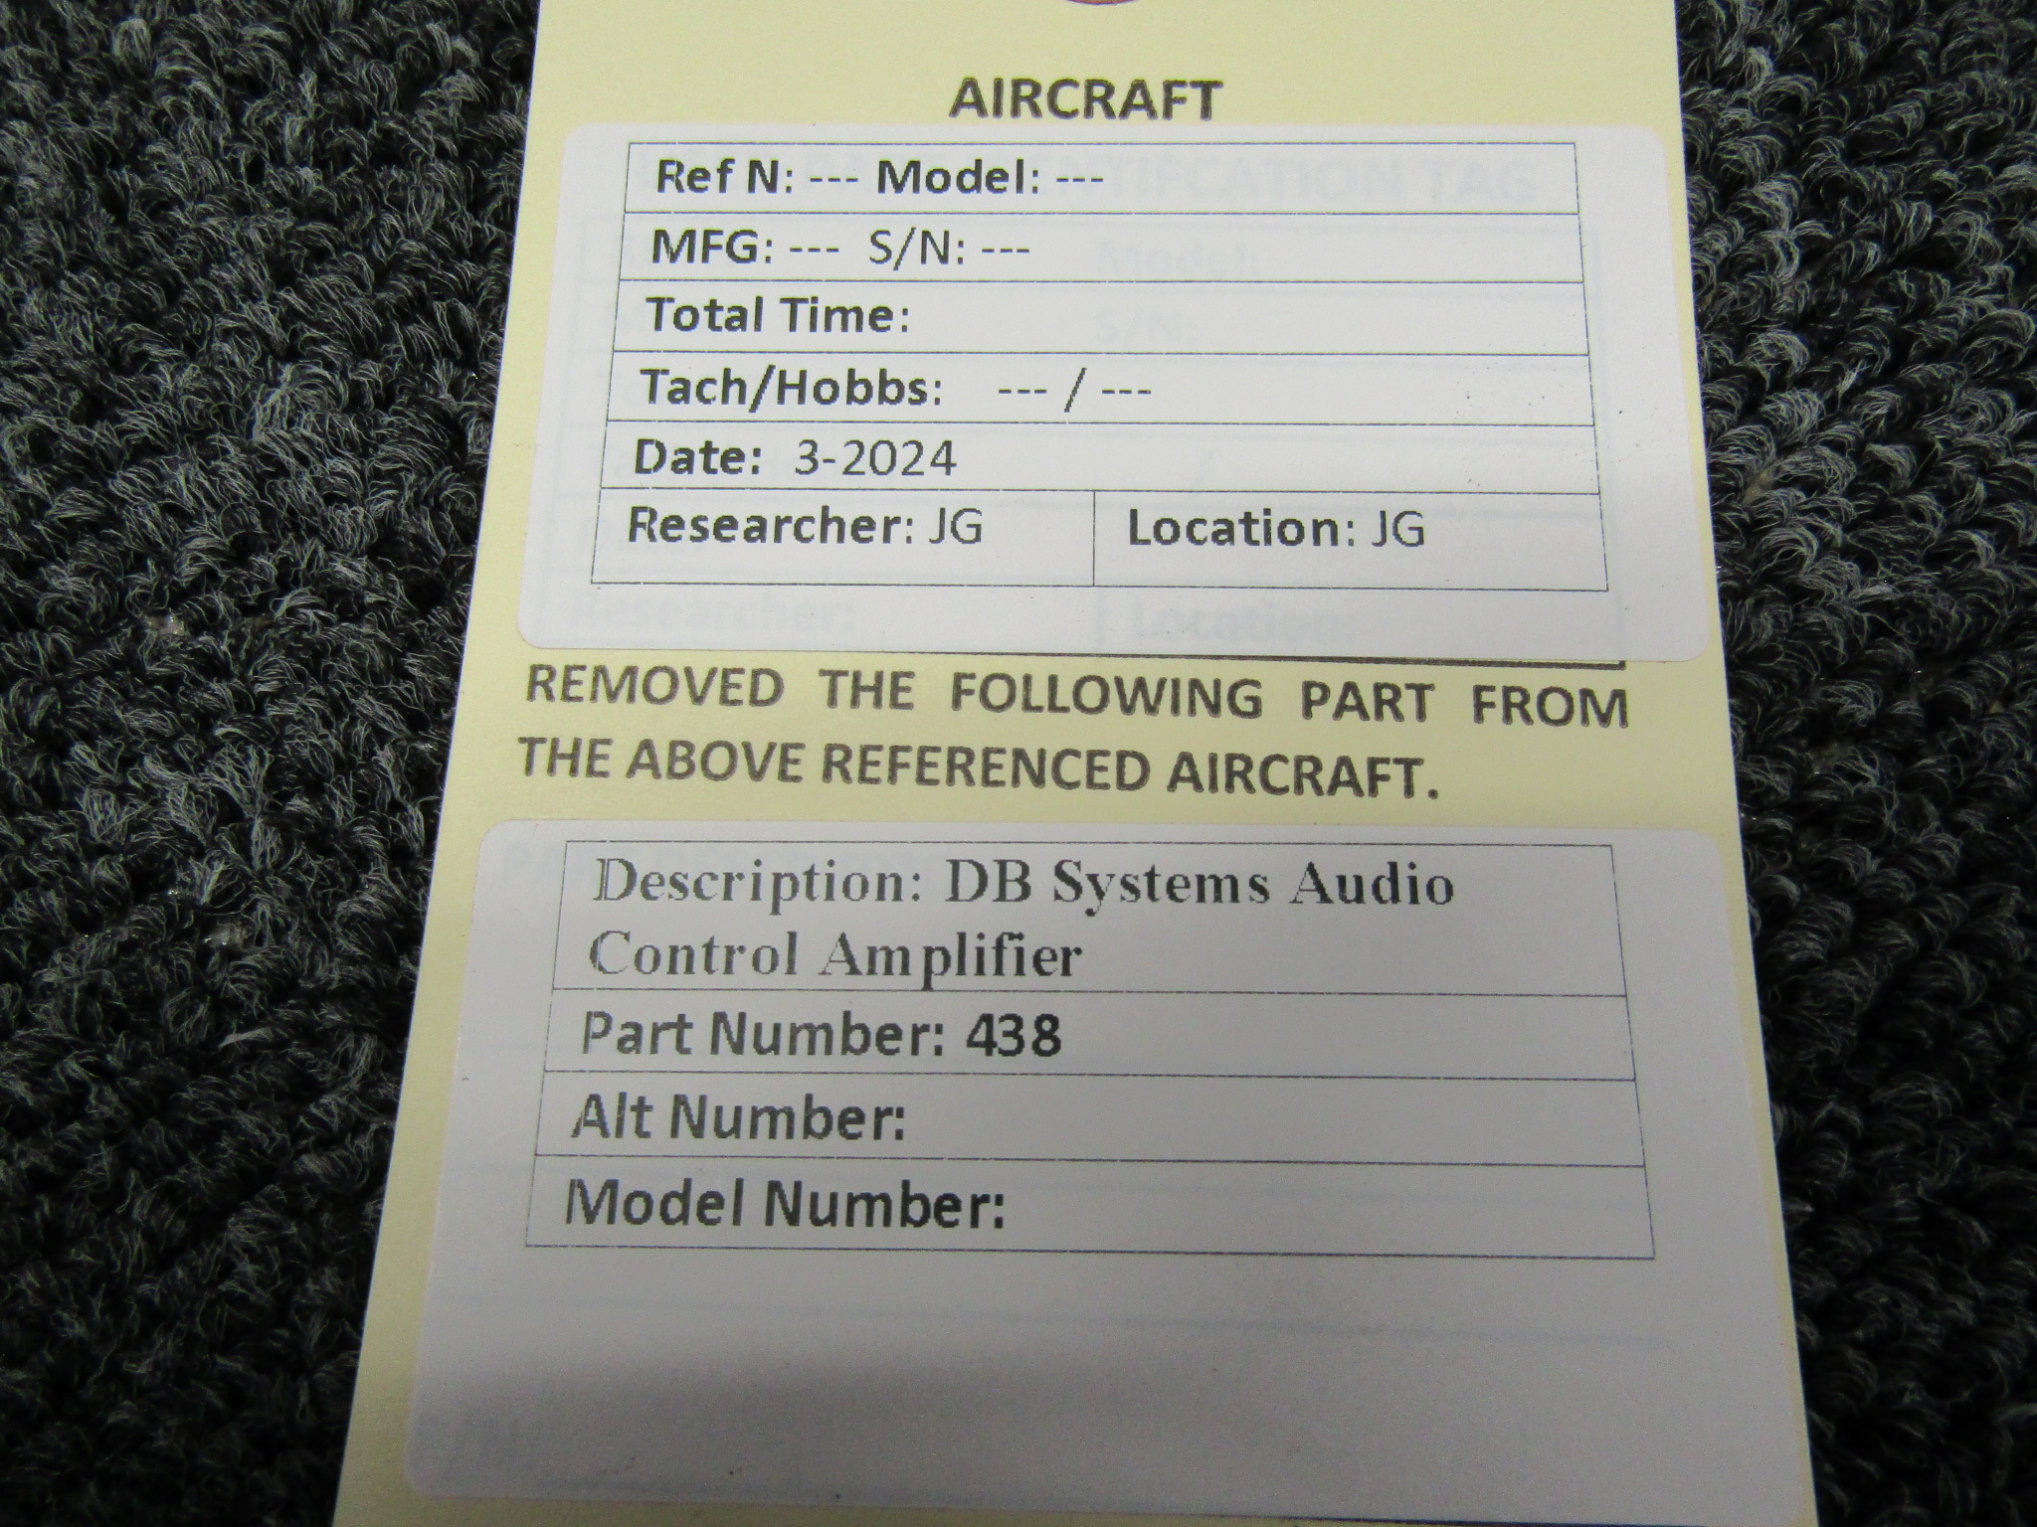 AIRCRAFT
Ref N: --- Model: ---
MFG: --- S/N: ---
Total Time:
Tach/Hobbs: --- / ---
Date: 3-2024
Researcher: JG Location: JG
REMOVED THE FOLLOWING PART FROM
THE ABOVE REFERENCED AIRCRAFT.
Description: DB Systems Audio
Control Amplifier
Part Number: 438
Alt Number:
Model Number: